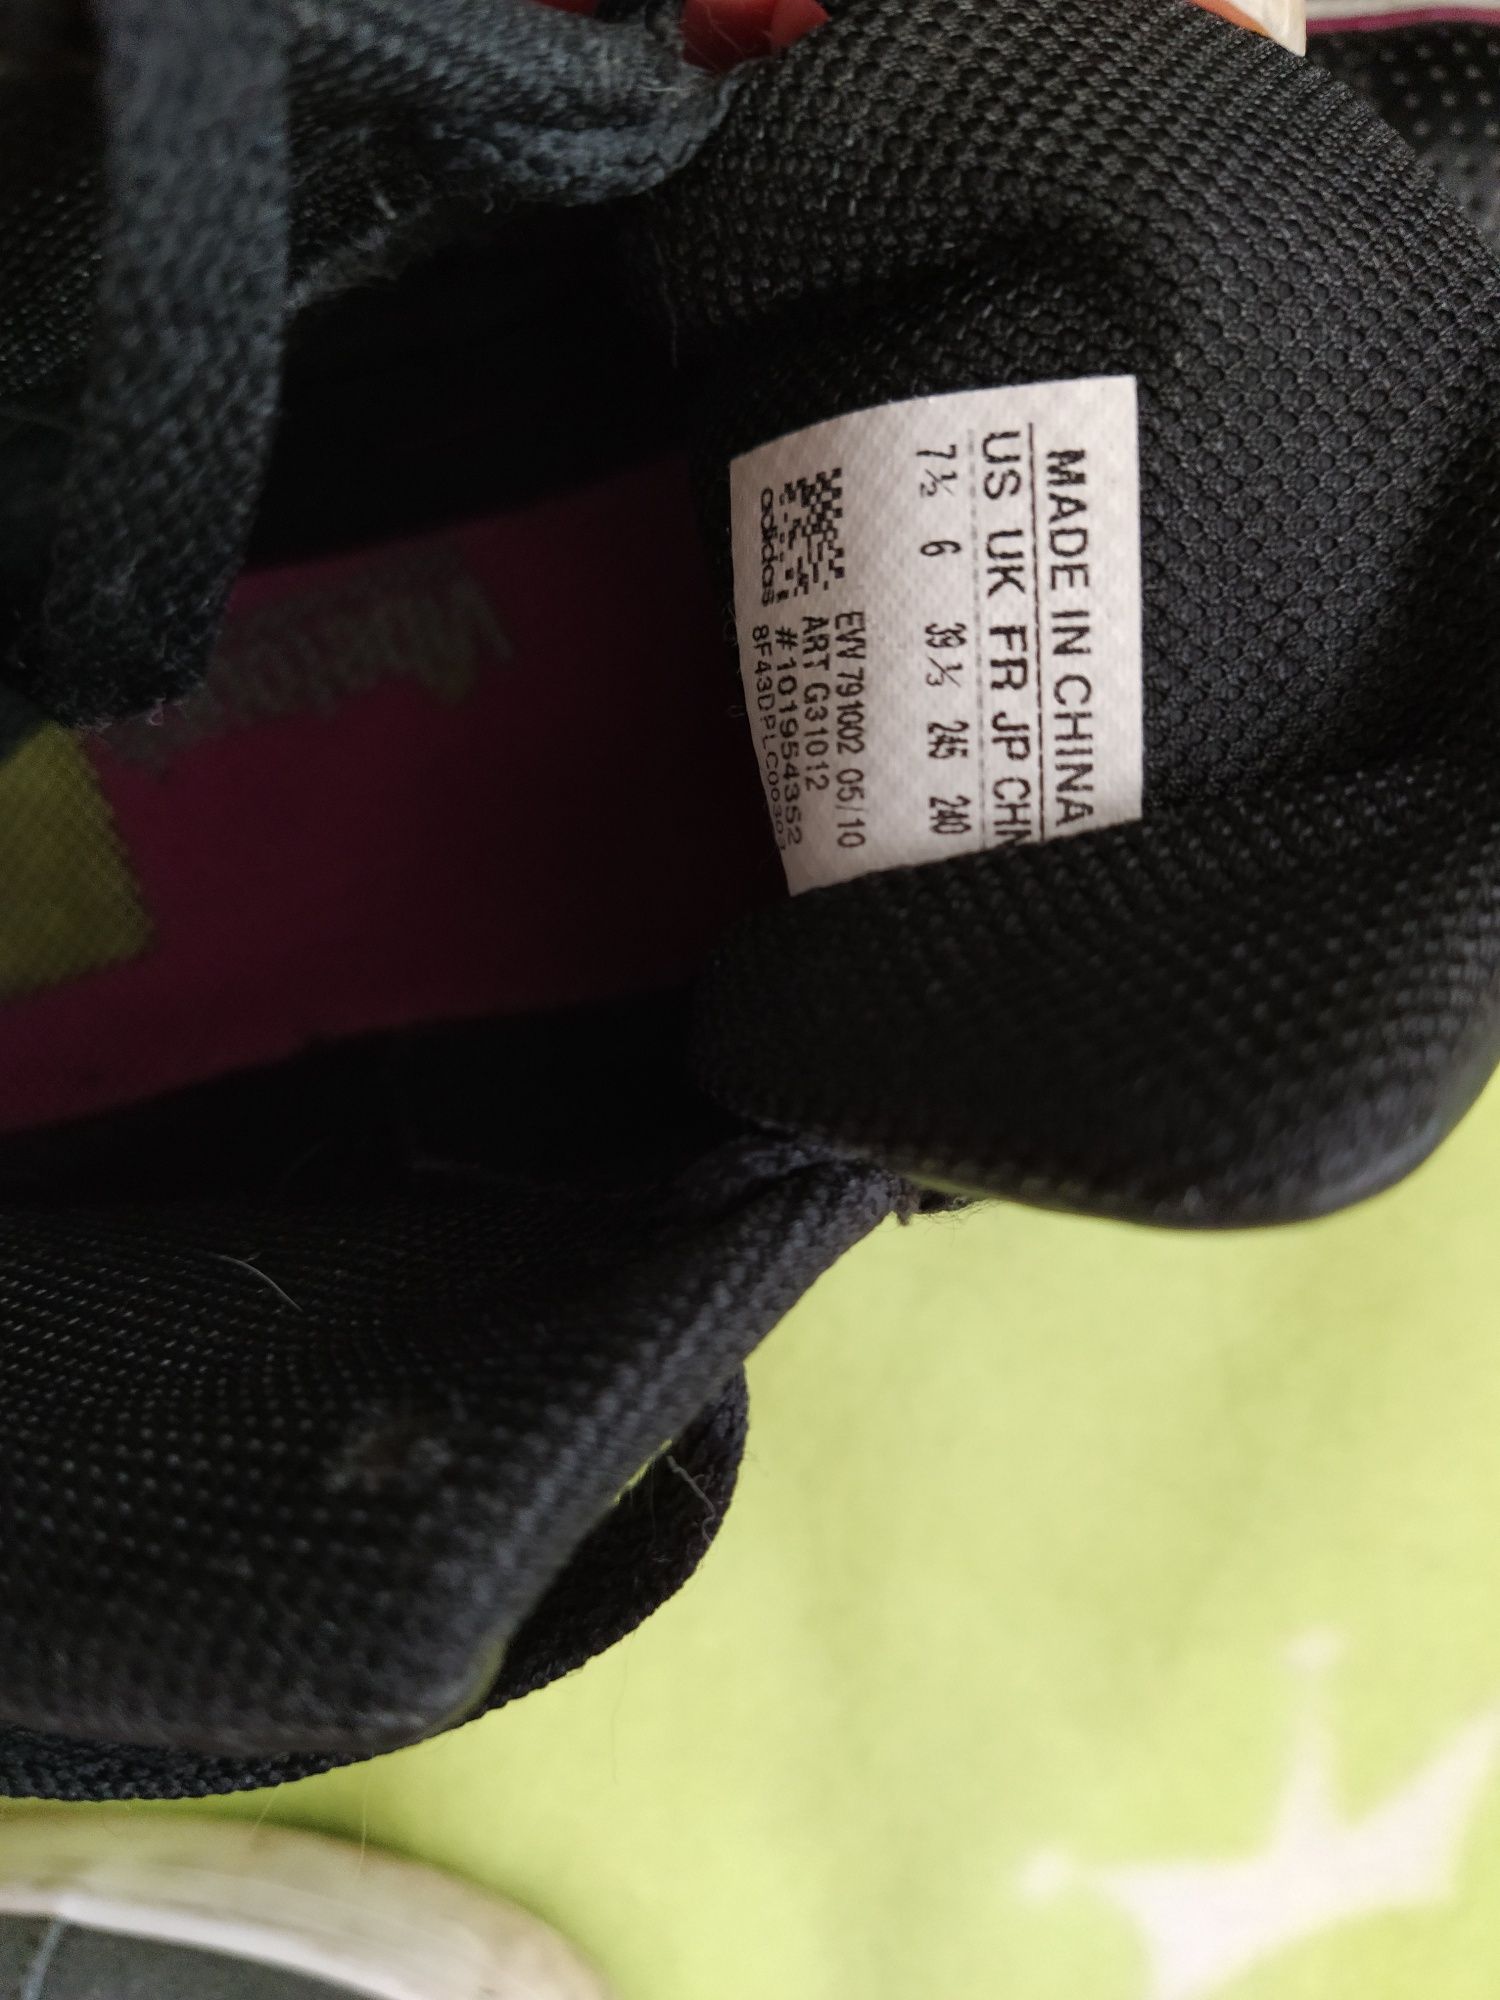 MADE IN CHINA
US UK FR JP CHN
7½ 6 39⅓ 245 240
adidas
EVV 791002 05/10
ART G31012
#1019543S2